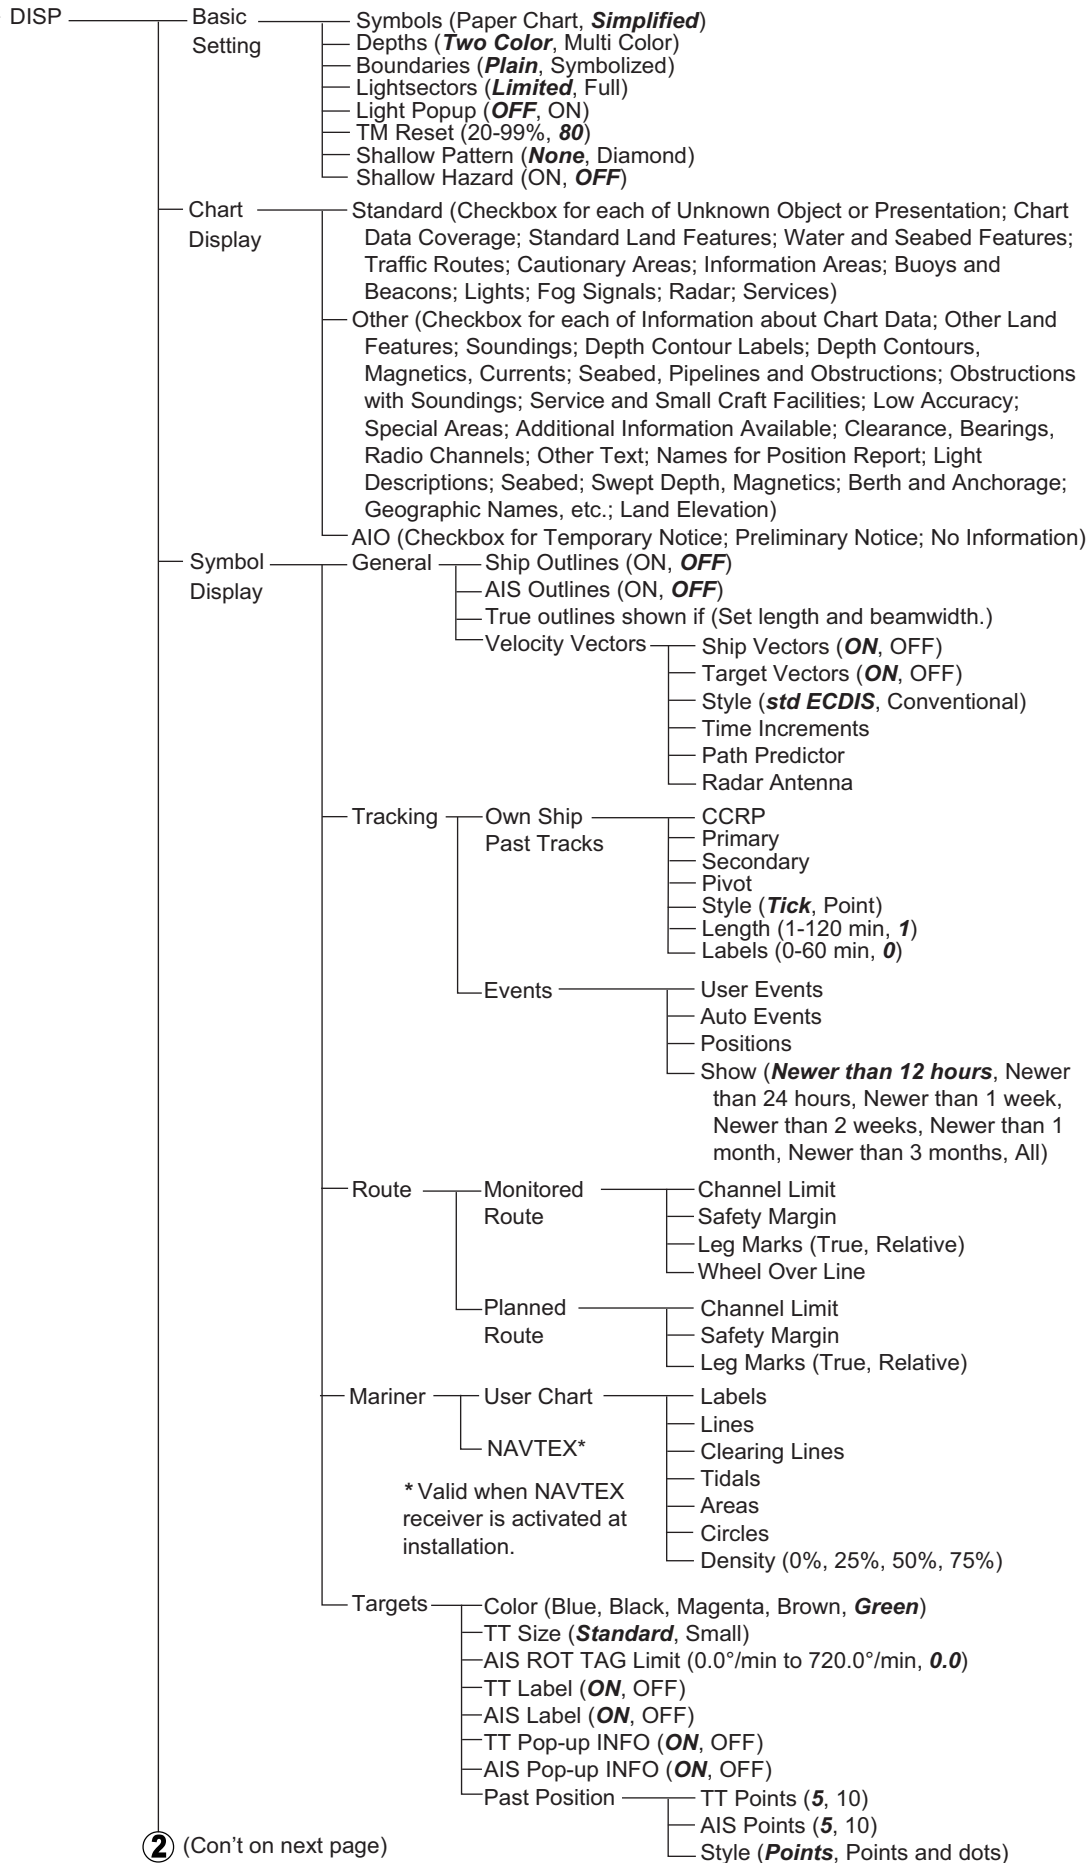 DISP
Basic
Setting
Symbols (Paper Chart, Simplified)
Depths (Two Color, Multi Color)
Boundaries (Plain, Symbolized)
Lightsectors (Limited, Full)
Light Popup (OFF, ON)
TM Reset (20-99%, 80)
Shallow Pattern (None, Diamond)
Shallow Hazard (ON, OFF)
Chart
Display
Standard (Checkbox for each of Unknown Object or Presentation; Chart
Data Coverage; Standard Land Features; Water and Seabed Features;
Traffic Routes; Cautionary Areas; Information Areas; Buoys and
Beacons; Lights; Fog Signals; Radar; Services)
Other (Checkbox for each of Information about Chart Data; Other Land
Features; Soundings; Depth Contour Labels; Depth Contours,
Magnetics, Currents; Seabed, Pipelines and Obstructions; Obstructions
with Soundings; Service and Small Craft Facilities; Low Accuracy;
Special Areas; Additional Information Available; Clearance, Bearings,
Radio Channels; Other Text; Names for Position Report; Light
Descriptions; Seabed; Swept Depth, Magnetics; Berth and Anchorage;
Geographic Names, etc.; Land Elevation)
AIO (Checkbox for Temporary Notice; Preliminary Notice; No Information)
Symbol
Display
General
Ship Outlines (ON, OFF)
AIS Outlines (ON, OFF)
True outlines shown if (Set length and beamwidth.)
Velocity Vectors
Ship Vectors (ON, OFF)
Target Vectors (ON, OFF)
Style (std ECDIS, Conventional)
Time Increments
Path Predictor
Radar Antenna
Tracking
Own Ship
Past Tracks
CCRP
Primary
Secondary
Pivot
Style (Tick, Point)
Length (1-120 min, 1)
Labels (0-60 min, 0)
Events
User Events
Auto Events
Positions
Show (Newer than 12 hours, Newer
than 24 hours, Newer than 1 week,
Newer than 2 weeks, Newer than 1
month, Newer than 3 months, All)
Route
Monitored
Route
Channel Limit
Safety Margin
Leg Marks (True, Relative)
Wheel Over Line
Planned
Route
Channel Limit
Safety Margin
Leg Marks (True, Relative)
Mariner
User Chart
Labels
Lines
Clearing Lines
Tidals
Areas
Circles
Density (0%, 25%, 50%, 75%)
NAVTEX*
* Valid when NAVTEX
receiver is activated at
installation.
Targets
Color (Blue, Black, Magenta, Brown, Green)
TT Size (Standard, Small)
AIS ROT TAG Limit (0.0°/min to 720.0°/min, 0.0)
TT Label (ON, OFF)
AIS Label (ON, OFF)
TT Pop-up INFO (ON, OFF)
AIS Pop-up INFO (ON, OFF)
Past Position
TT Points (5, 10)
AIS Points (5, 10)
Style (Points, Points and dots)
2 (Con't on next page)